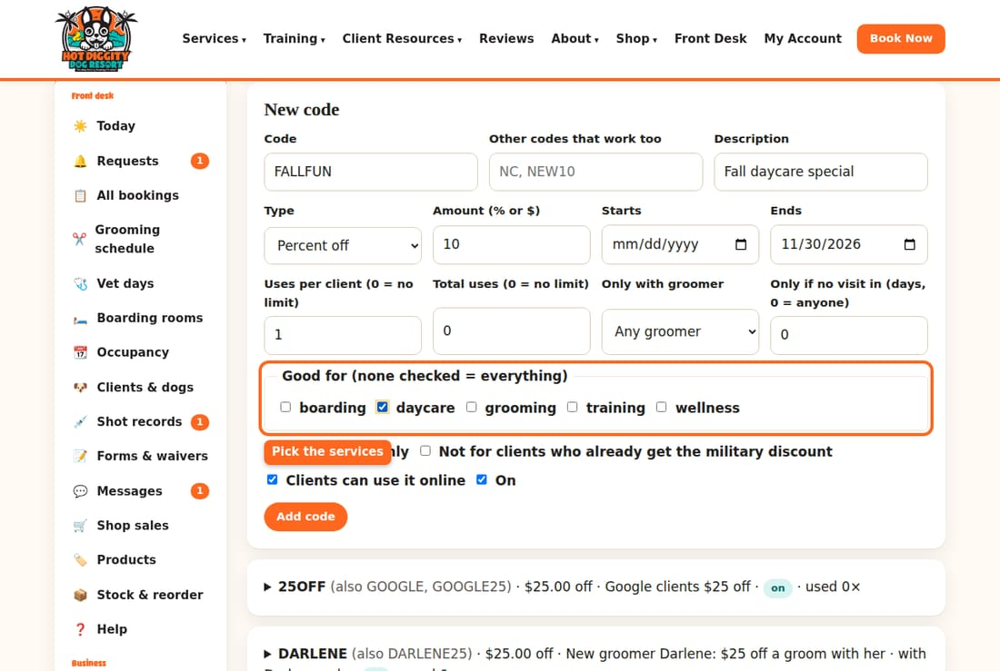 HOT DIGGITY
DOG RESORT
Services ▾ Training ▾ Client Resources ▾ Reviews About ▾ Shop ▾ Front Desk My Account Book Now
Front desk
Today
Requests 1
All bookings
Grooming
schedule
Vet days
Boarding rooms
Occupancy
Clients & dogs
Shot records 1
Forms & waivers
Messages 1
Shop sales
Products
Stock & reorder
Help
Business
New code
Code Other codes that work too Description
FALLFUN NC, NEW10 Fall daycare special
Type Amount (% or $) Starts Ends
Percent off 10 mm/dd/yyyy 11/30/2026
Uses per client (0 = no
limit) Total uses (0 = no limit) Only with groomer Only if no visit in (days,
0 = anyone)
1 0 Any groomer 0
Good for (none checked = everything)
boarding daycare grooming training wellness
Pick the services Not for clients who already get the military discount
Clients can use it online On
Add code
▶ 25OFF (also GOOGLE, GOOGLE25) · $25.00 off · Google clients $25 off · on · used 0×
▶ DARLENE (also DARLENE25) · $25.00 off · New groomer Darlene: $25 off a groom with her · with